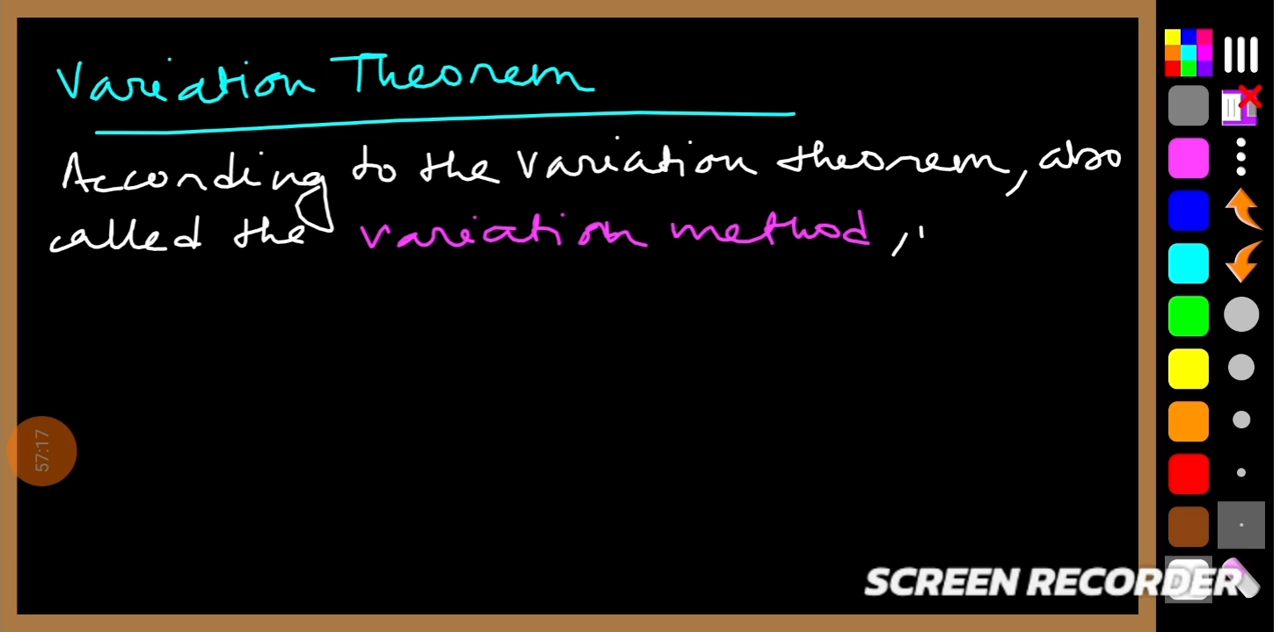 Variation Theorem
According to the variation theorem, also
called the variation method,
57:17
SCREEN RECORDER